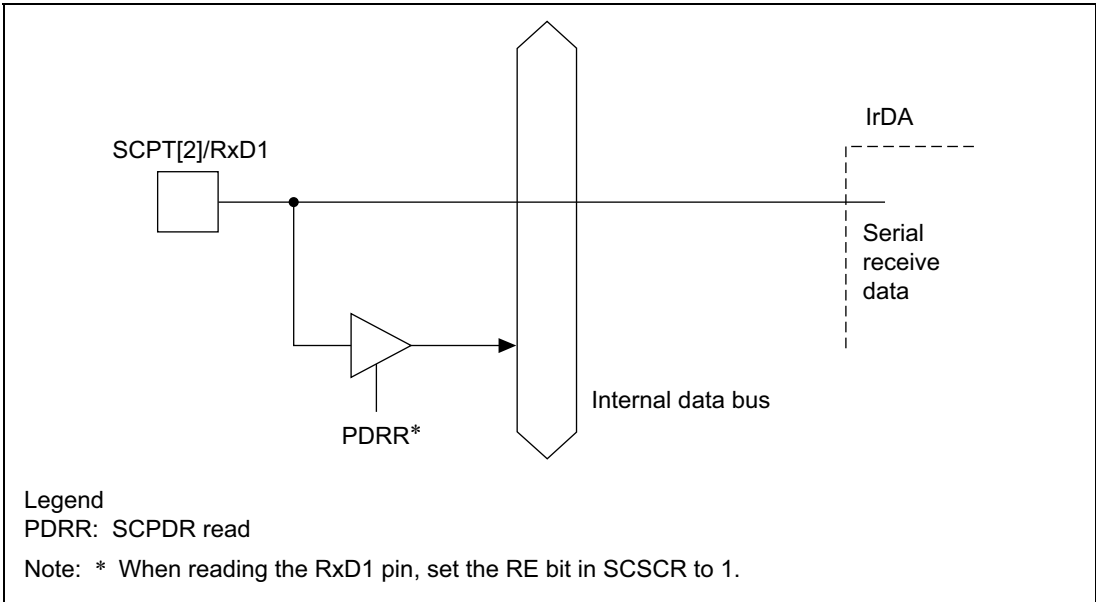 IrDA
SCPT[2]/RxD1
Serial
receive
data
Internal data bus
PDRR*
Legend
PDRR: SCPDR read
Note: * When reading the RxD1 pin, set the RE bit in SCSCR to 1.